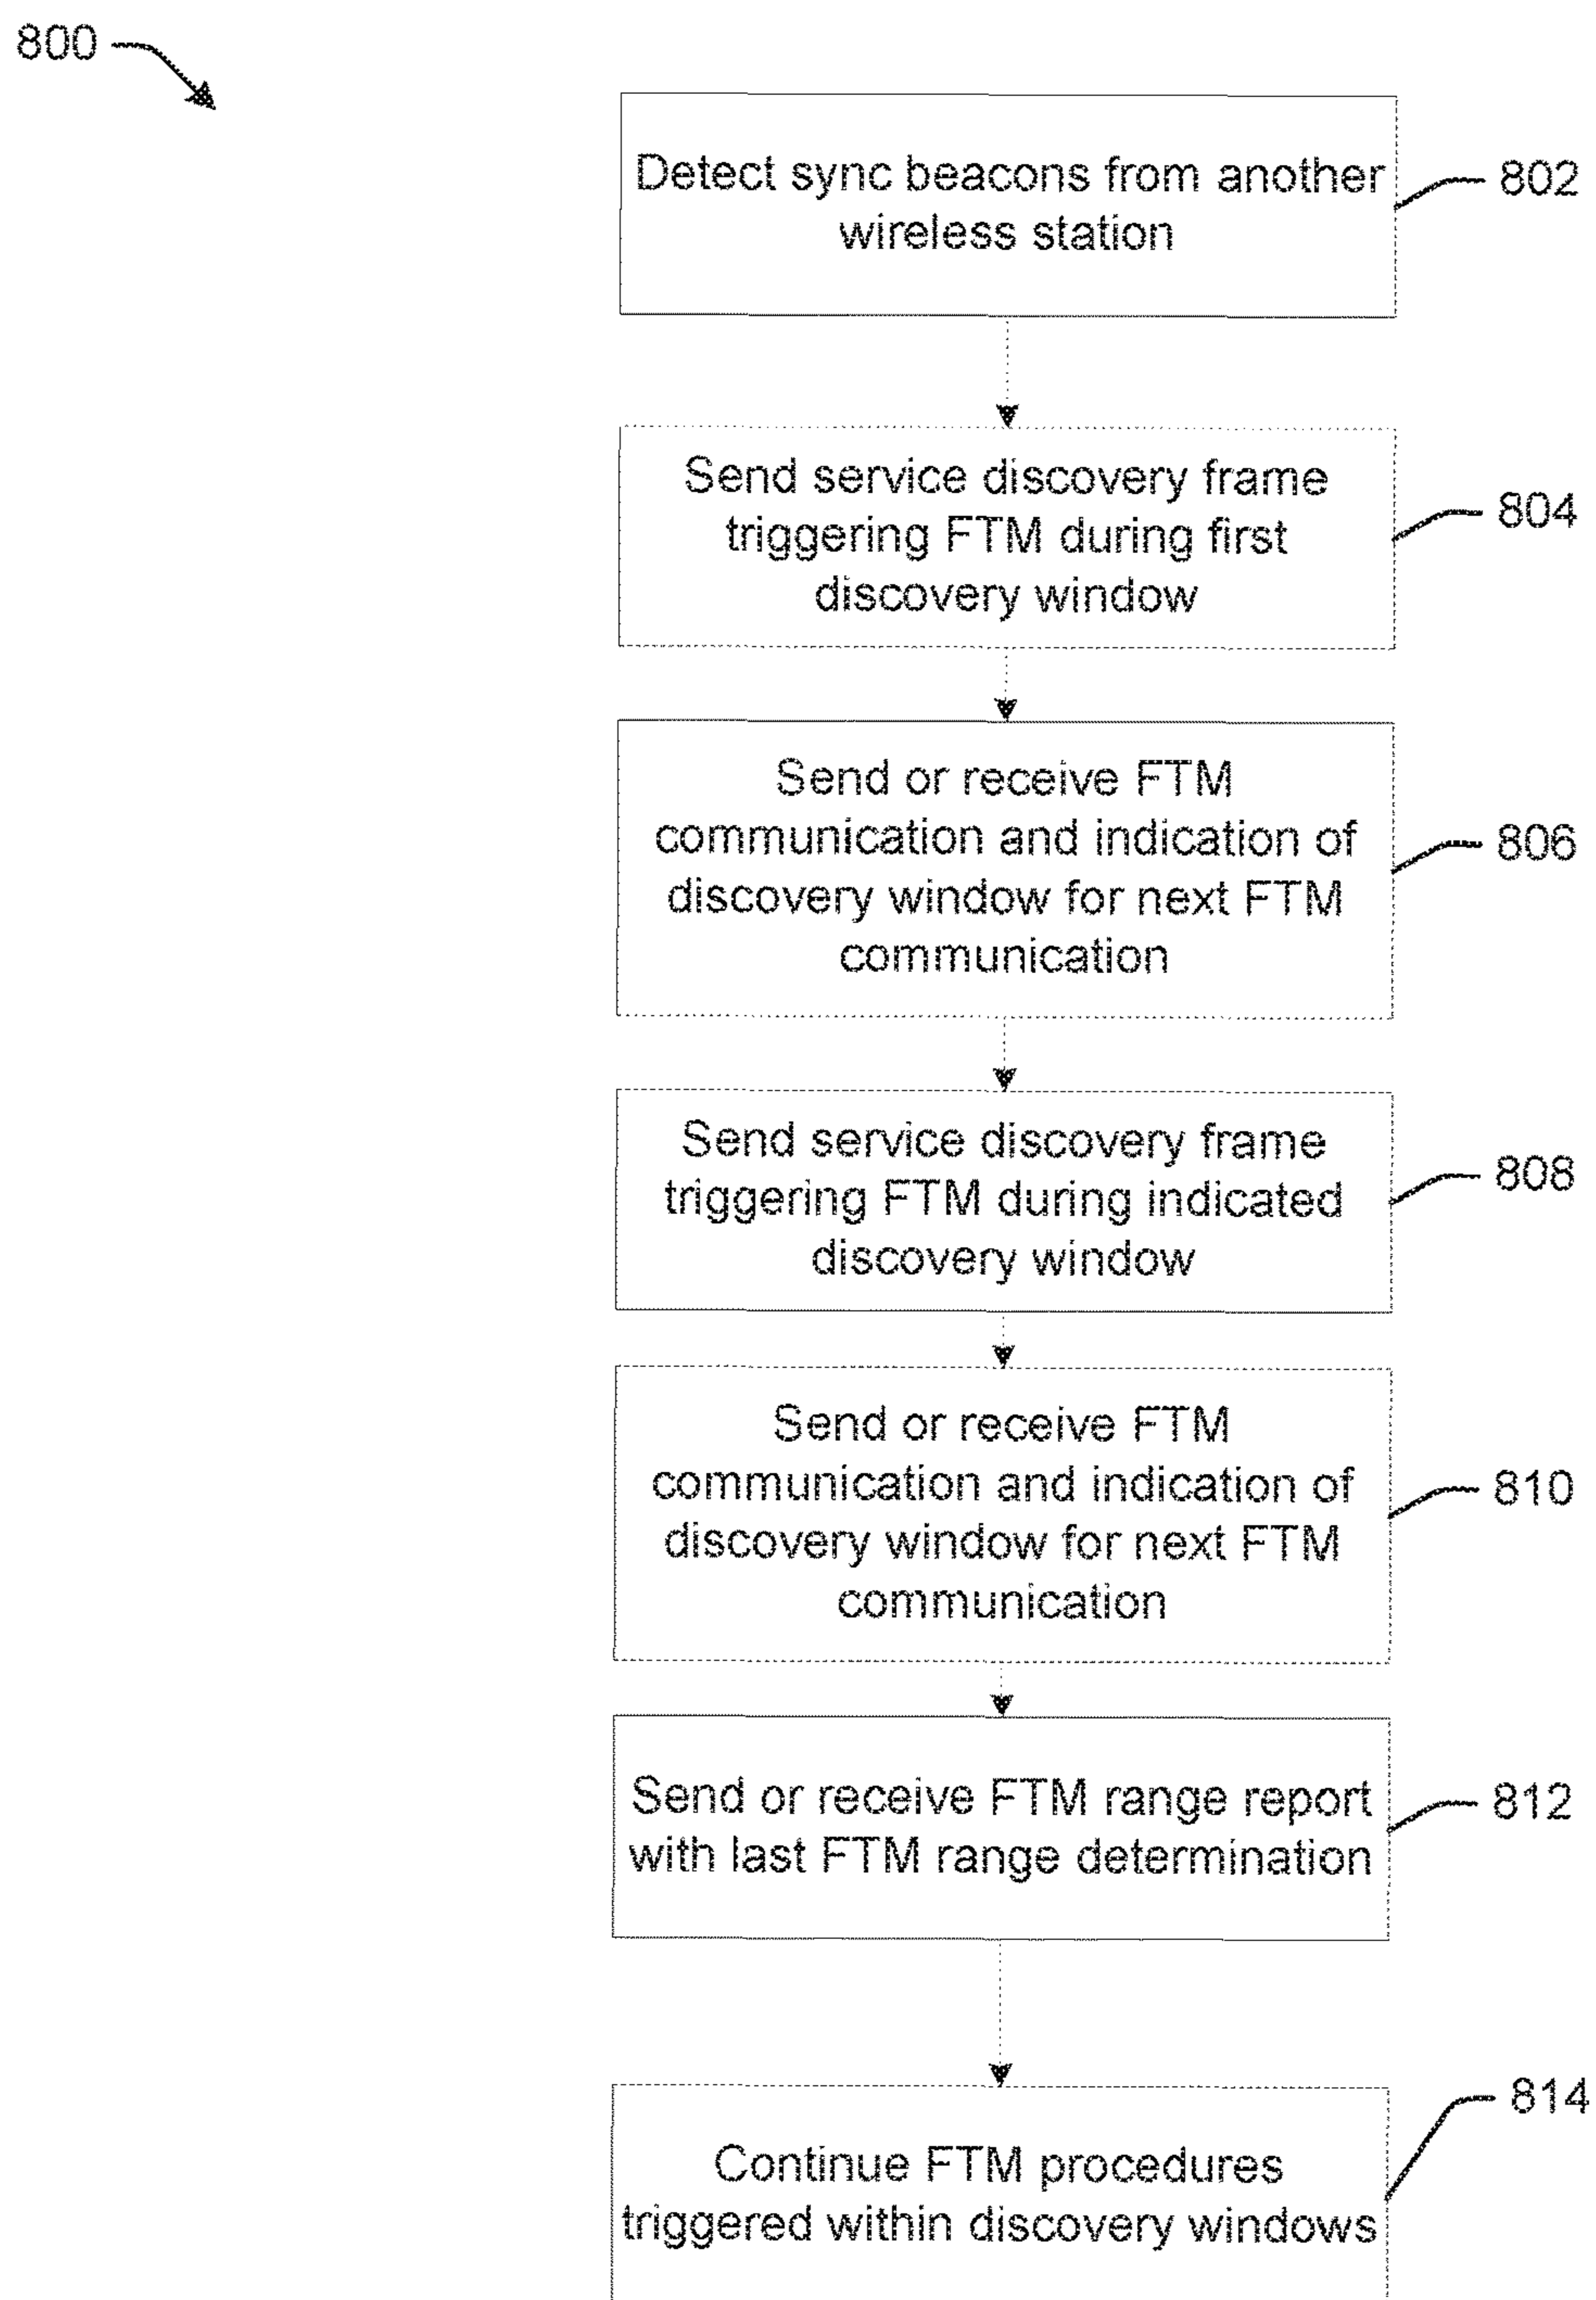 800
Detect sync beacons from another
wireless station
802
Send service discovery frame
triggering FTM during first
discovery window
804
Send or receive FTM
communication and indication of
discovery window for next FTM
communication
806
Send service discovery frame
triggering FTM during indicated
discovery window
808
Send or receive FTM
communication and indication of
discovery window for next FTM
communication
810
Send or receive FTM range report
with last FTM range determination
812
Continue FTM procedures
triggered within discovery windows
814